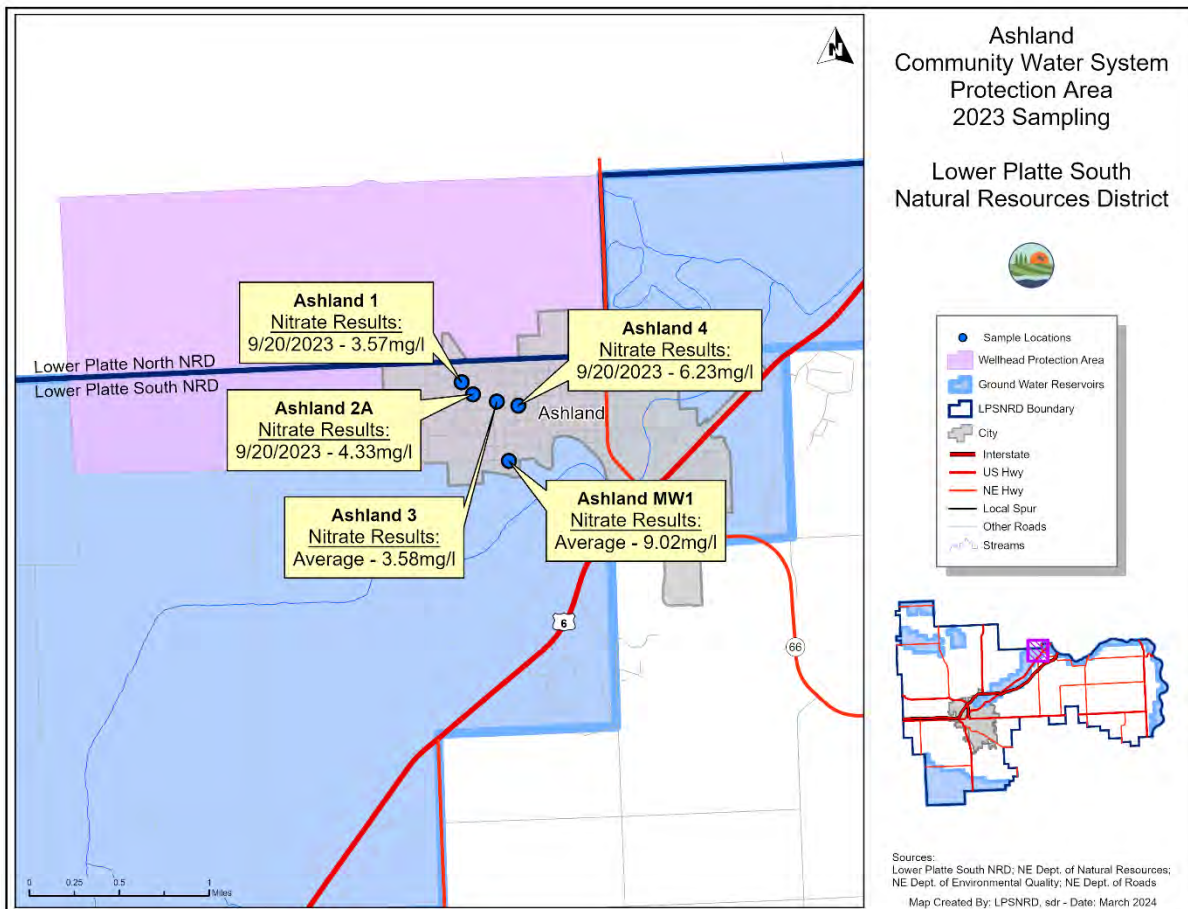 Ashland
Community Water System
Protection Area
2023 Sampling
Lower Platte South
Natural Resources District
N
Lower Platte North NRD
Lower Platte South NRD
Ashland 1
Nitrate Results:
9/20/2023 - 3.57mg/l
Ashland 4
Nitrate Results:
9/20/2023 - 6.23mg/l
Ashland 2A
Nitrate Results:
9/20/2023 - 4.33mg/l
Ashland
Ashland 3
Nitrate Results:
Average - 3.58mg/l
Ashland MW1
Nitrate Results:
Average - 9.02mg/l
6
66
0 0.25 0.5 1
Miles
Sample Locations
Wellhead Protection Area
Ground Water Reservoirs
LPSNRD Boundary
City
Interstate
US Hwy
NE Hwy
Local Spur
Other Roads
Streams
Sources:
Lower Platte South NRD; NE Dept. of Natural Resources;
NE Dept. of Environmental Quality; NE Dept. of Roads
Map Created By: LPSNRD, sdr - Date: March 2024